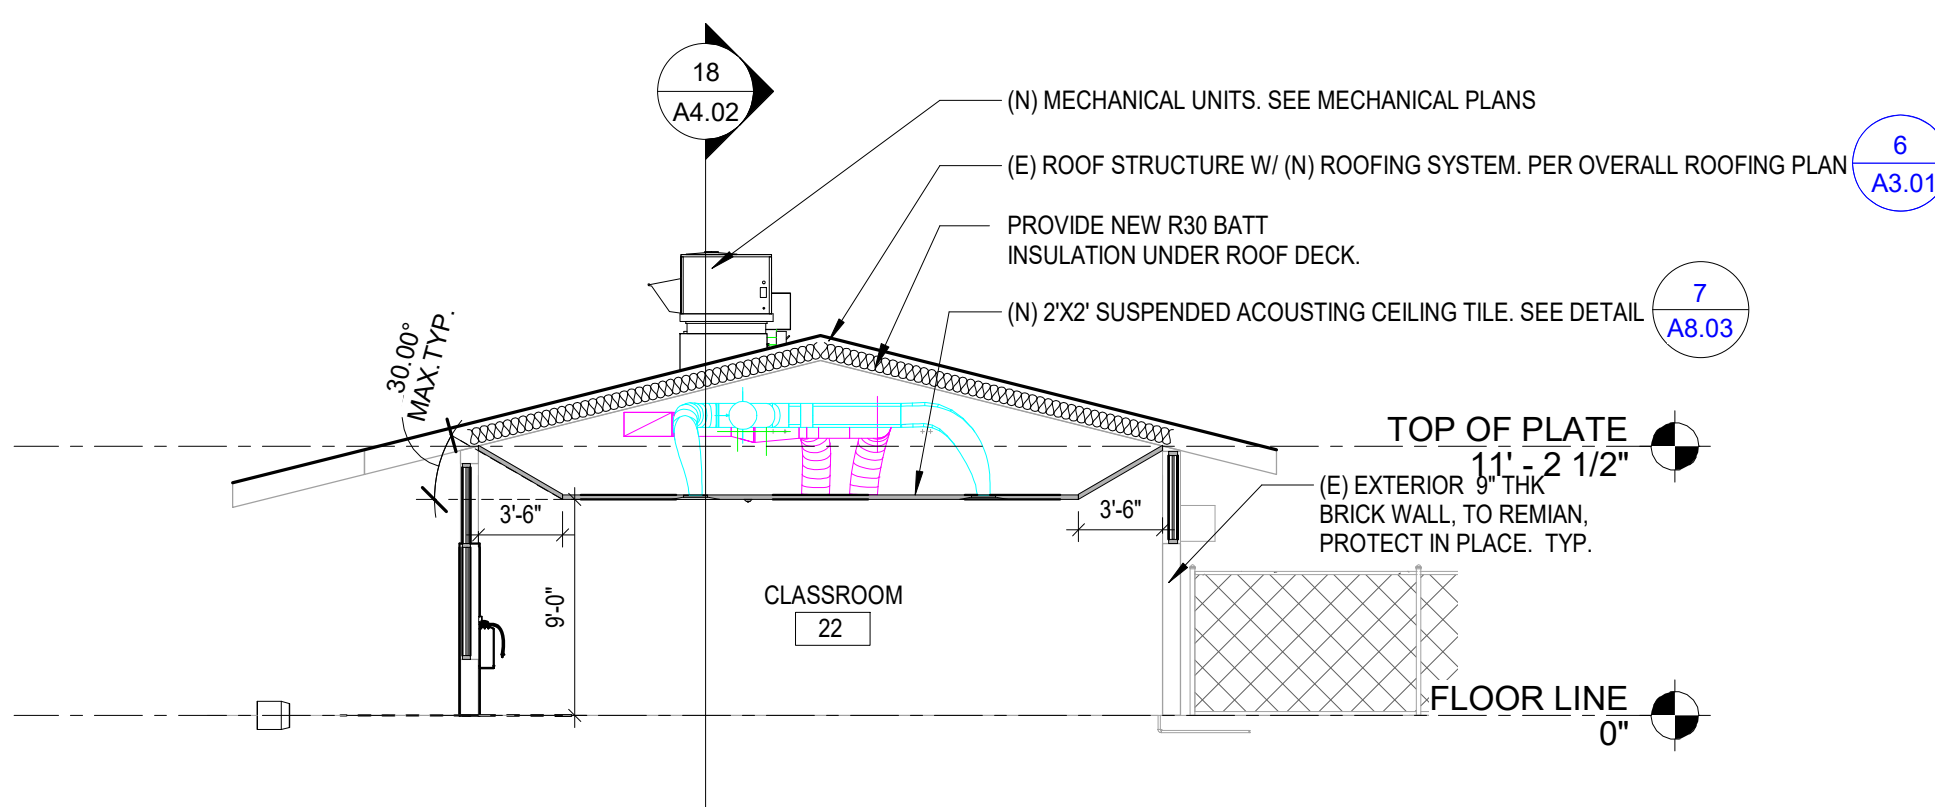 18
A4.02
(N) MECHANICAL UNITS. SEE MECHANICAL PLANS
(E) ROOF STRUCTURE W/ (N) ROOFING SYSTEM. PER OVERALL ROOFING PLAN
6
A3.01
PROVIDE NEW R30 BATT
INSULATION UNDER ROOF DECK.
(N) 2'X2' SUSPENDED ACOUSTING CEILING TILE. SEE DETAIL
7
A8.03
30.00°
MAX.TYP.
TOP OF PLATE
11' - 2 1/2"
(E) EXTERIOR 9" THK
BRICK WALL, TO REMIAN,
PROTECT IN PLACE. TYP.
3'-6"
3'-6"
9'-0"
CLASSROOM
22
FLOOR LINE
0"